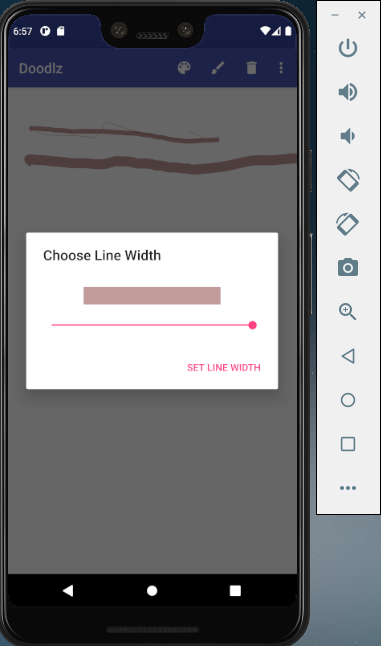 6:57
Doodlz
Choose Line Width
SET LINE WIDTH